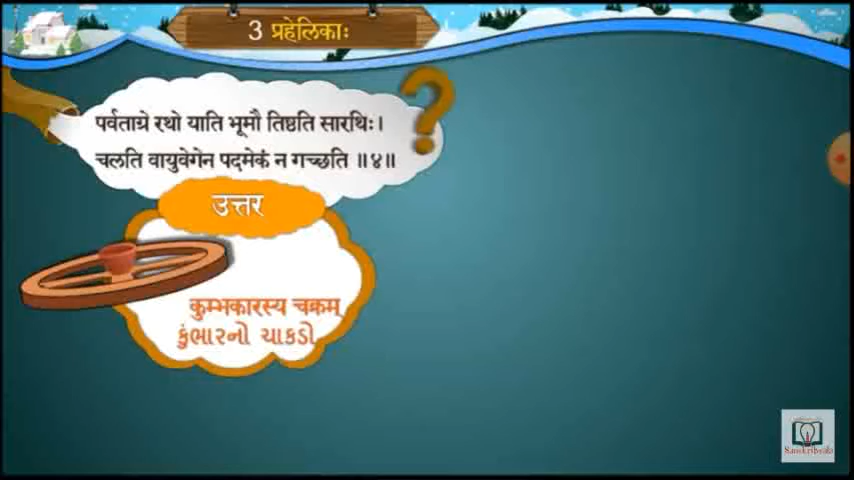 3 प्रहेलिकाः
पर्वताग्रे रथो याति भूमौ तिष्ठति सारथिः।
चलति वायुवेगेन पदमेकं न गच्छति ॥४॥
?
उत्तर
कुम्भकारस्य चक्रम्
કુંભારનો ચાકડો